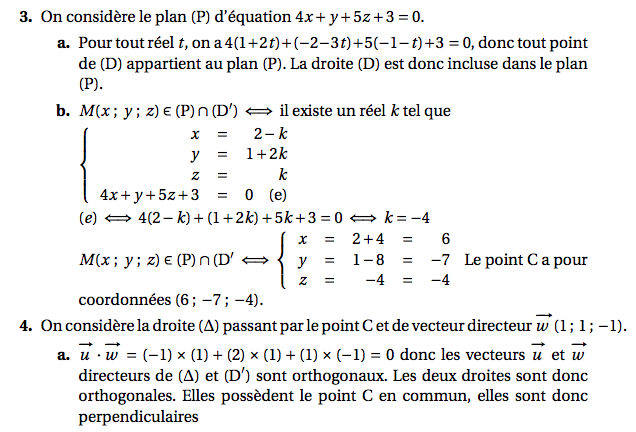 3. On considère le plan (P) d'équation 4x + y + 5z + 3 = 0.
a. Pour tout réel t, on a 4(1+2t)+(−2−3t)+5(−1−t)+3 = 0, donc tout point
de (D) appartient au plan (P). La droite (D) est donc incluse dans le plan
(P).
b. M(x ; y ; z) ∈ (P) ∩ (D′) ⟺ il existe un réel k tel que
x = 2 − k
y = 1 + 2k
z = k
4x + y + 5z + 3 = 0 (e)
(e) ⟺ 4(2 − k) + (1 + 2k) + 5k + 3 = 0 ⟺ k = −4
x = 2 + 4 = 6
M(x ; y ; z) ∈ (P) ∩ (D′ ⟺ { y = 1 − 8 = −7 Le point C a pour
z = −4 = −4
coordonnées (6 ; −7 ; −4).
4. On considère la droite (Δ) passant par le point C et de vecteur directeur w⃗ (1 ; 1 ; −1).
a. u⃗ · w⃗ = (−1) × (1) + (2) × (1) + (1) × (−1) = 0 donc les vecteurs u⃗ et w⃗
directeurs de (Δ) et (D′) sont orthogonaux. Les deux droites sont donc
orthogonales. Elles possèdent le point C en commun, elles sont donc
perpendiculaires